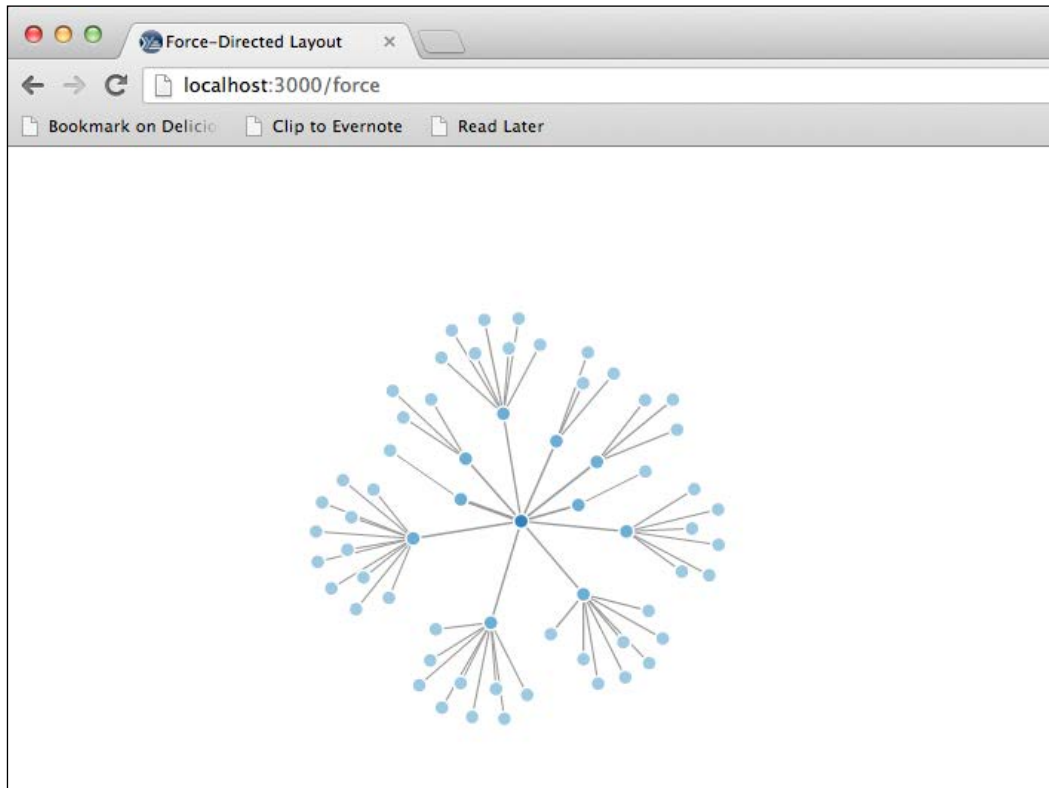 Force-Directed Layout
localhost:3000/force
Bookmark on Delicio
Clip to Evernote
Read Later